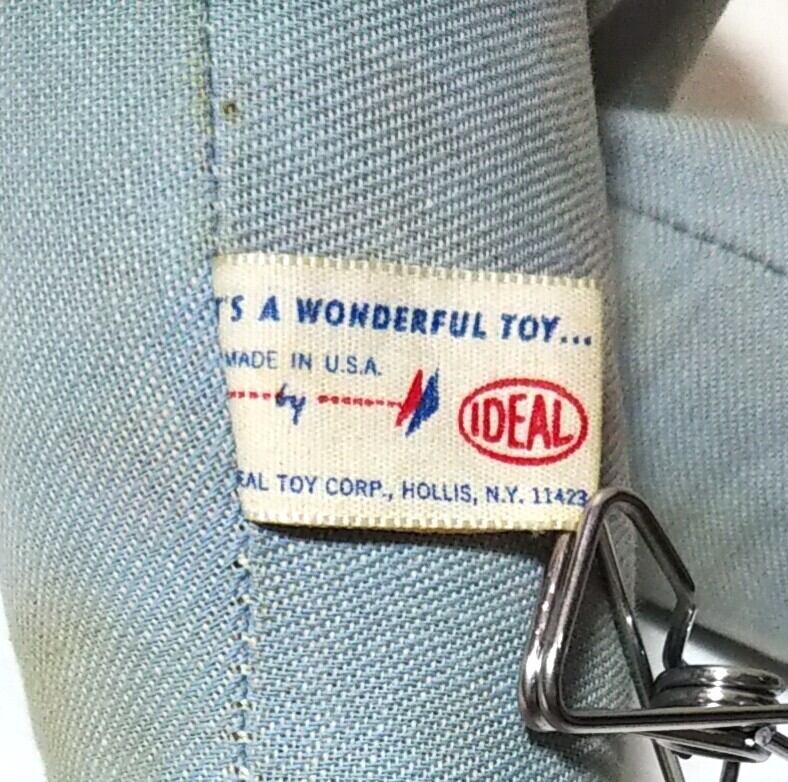 'S A WONDERFUL TOY...
MADE IN U.S.A.
by
IDEAL
EAL TOY CORP., HOLLIS, N.Y. 11423